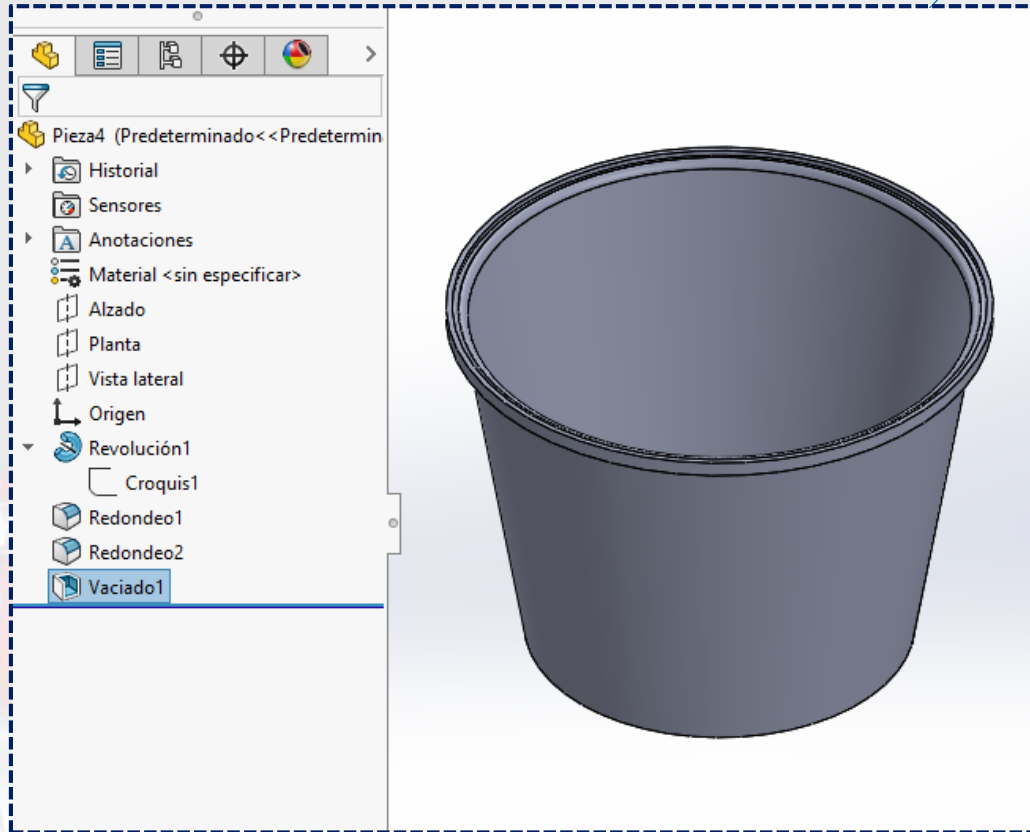 Pieza4 (Predeterminado<<Predetermin
Historial
Sensores
A Anotaciones
Material <sin especificar>
Alzado
Planta
Vista lateral
Origen
Revolución1
Croquis1
Redondeo1
Redondeo2
Vaciado1